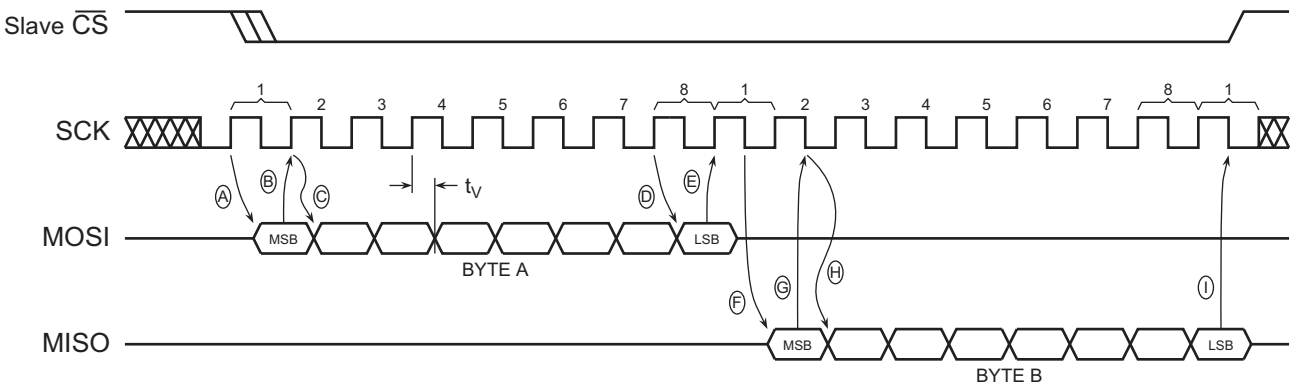 Slave CS
1 2 3 4 5 6 7 8 1 2 3 4 5 6 7 8 1
SCK
A B C tV D E
MOSI MSB LSB
BYTE A
F G H I
MISO MSB LSB
BYTE B